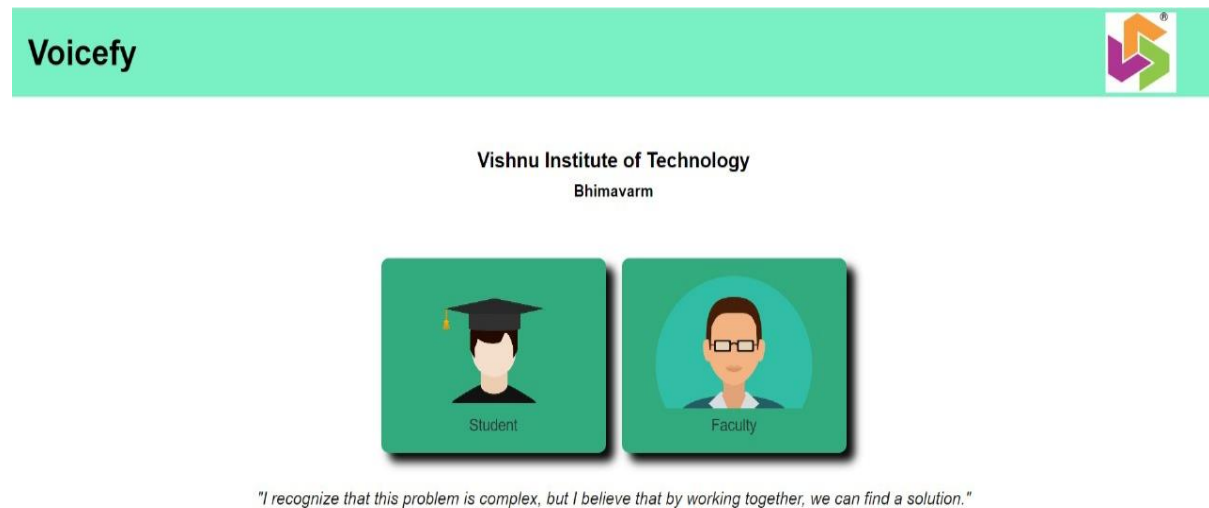 Voicefy
®
Vishnu Institute of Technology
Bhimavarm
Student
Faculty
"I recognize that this problem is complex, but I believe that by working together, we can find a solution."